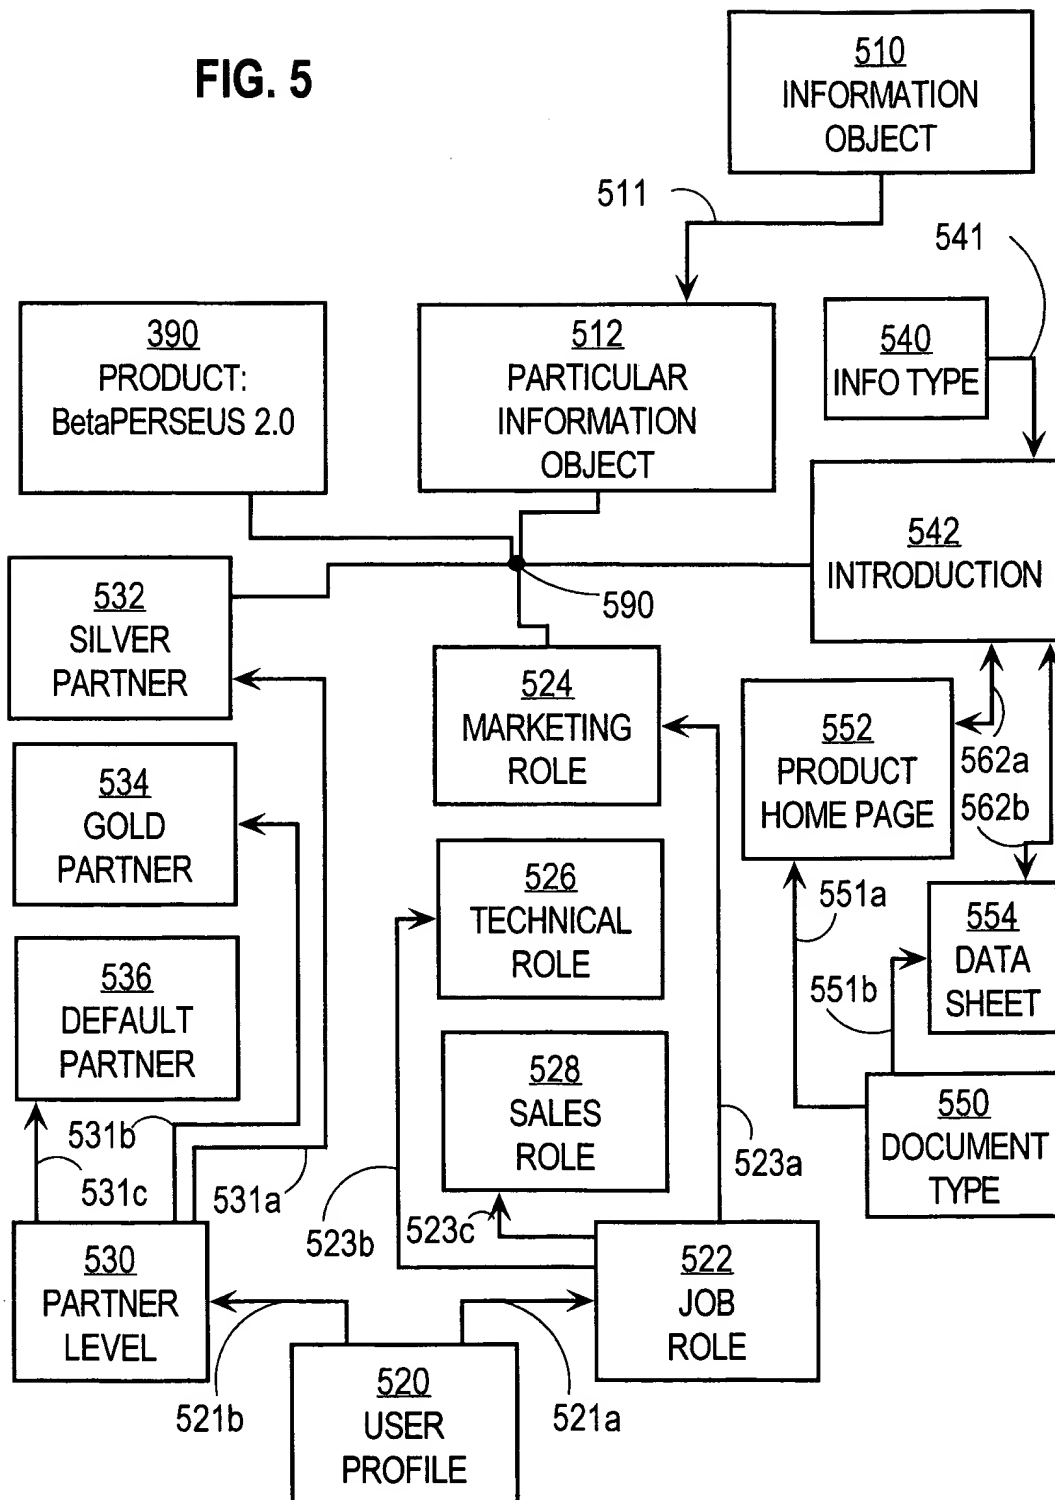 FIG. 5
510
INFORMATION
OBJECT
511
541
390
PRODUCT:
BetaPERSEUS 2.0
512
PARTICULAR
INFORMATION
OBJECT
540
INFO TYPE
542
INTRODUCTION
590
532
SILVER
PARTNER
524
MARKETING
ROLE
552
PRODUCT
HOME PAGE
562a
562b
534
GOLD
PARTNER
526
TECHNICAL
ROLE
551a
554
DATA
SHEET
551b
536
DEFAULT
PARTNER
528
SALES
ROLE
550
DOCUMENT
TYPE
531b
531c
531a
523b
523c
523a
530
PARTNER
LEVEL
522
JOB
ROLE
521b
520
USER
PROFILE
521a